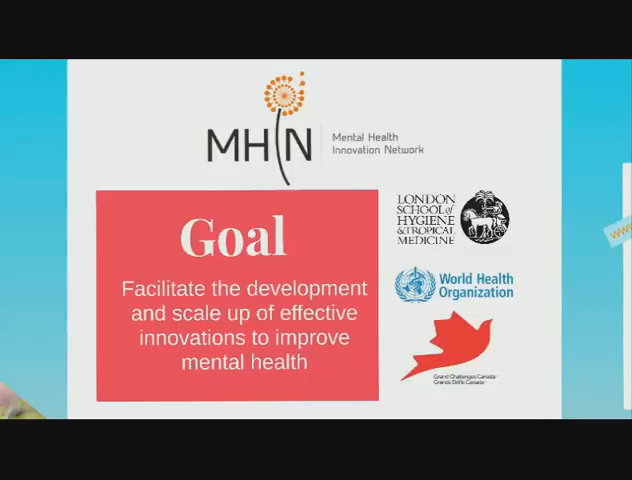 MHIN
Mental Health
Innovation Network
Goal
Facilitate the development
and scale up of effective
innovations to improve
mental health
LONDON
SCHOOL of
HYGIENE
& TROPICAL
MEDICINE
World Health
Organization
Grand Challenges Canada
Grands Défis Canada
www